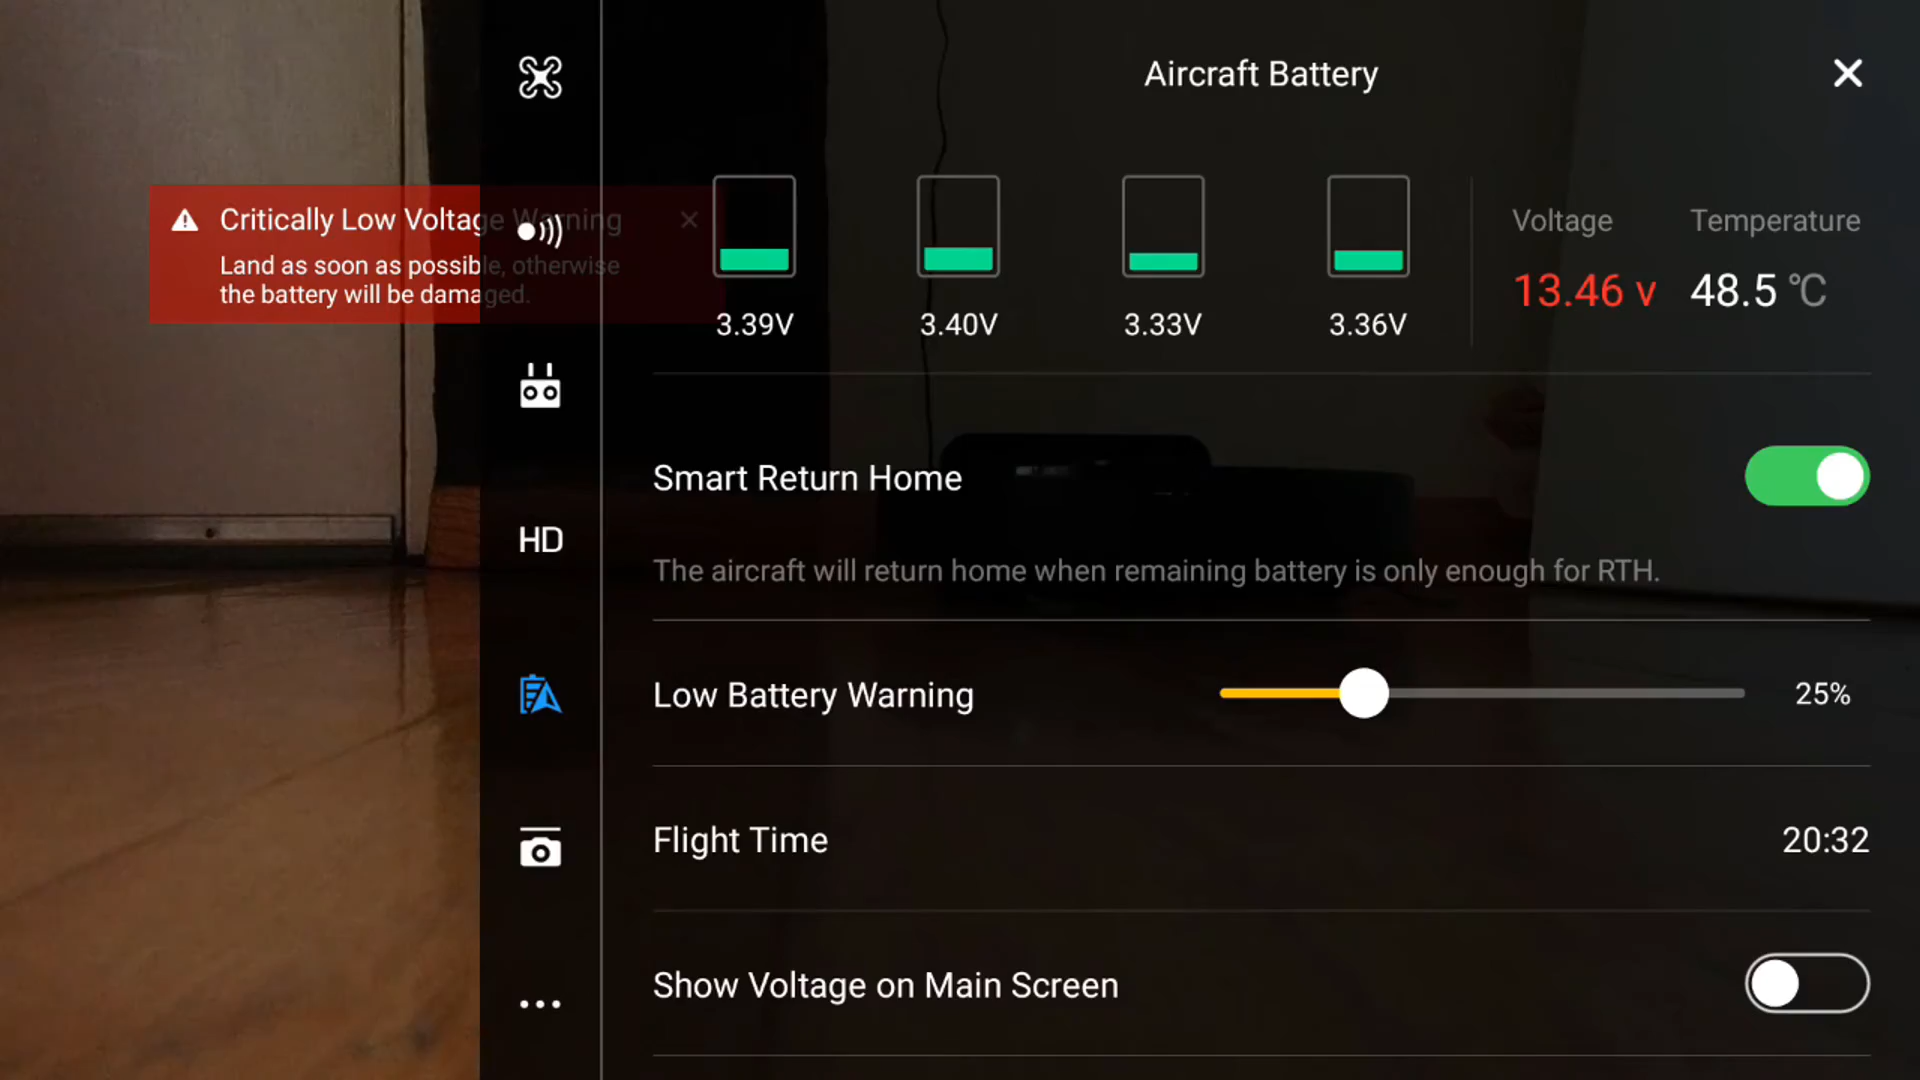 Aircraft Battery
Critically Low Voltage Warning
Land as soon as possible, otherwise
the battery will be damaged.
3.39V
3.40V
3.33V
3.36V
Voltage
Temperature
13.46 V
48.5 °C
Smart Return Home
The aircraft will return home when remaining battery is only enough for RTH.
HD
Low Battery Warning
25%
Flight Time
20:32
Show Voltage on Main Screen